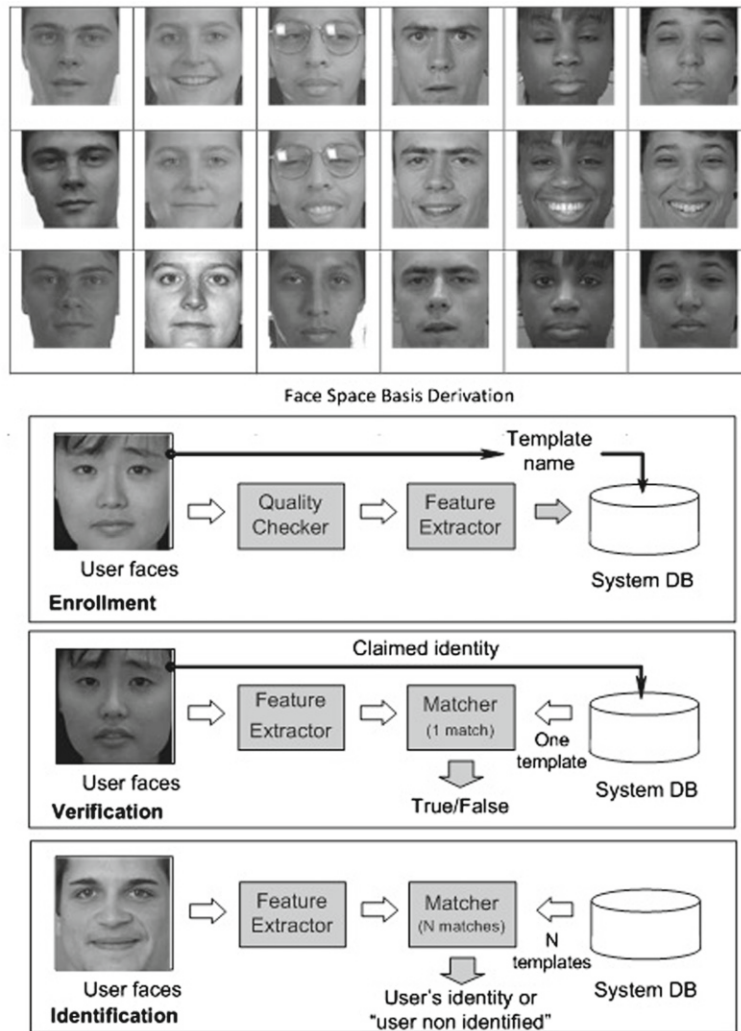 Face Space Basis Derivation
Template
name
Quality
Checker
Feature
Extractor
User faces
System DB
Enrollment
Claimed identity
Feature
Extractor
Matcher
(1 match)
One
template
User faces
True/False
System DB
Verification
Feature
Extractor
Matcher
(N matches)
N
templates
User faces
System DB
User's identity or
"user non identified"
Identification